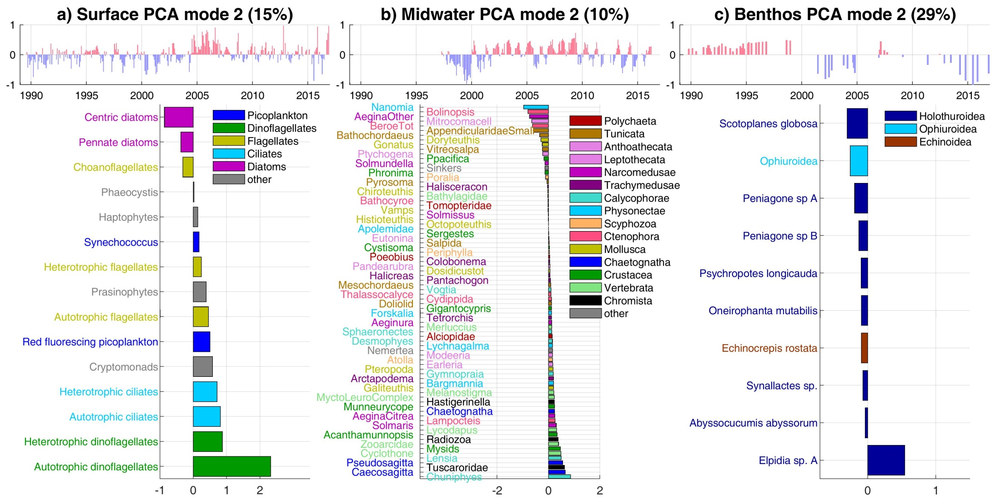 a) Surface PCA mode 2 (15%)
1
0
-1
1990 1995 2000 2005 2010 2015
Centric diatoms
Pennate diatoms
Choanoflagellates
Phaeocystis
Haptophytes
Synechococcus
Heterotrophic flagellates
Prasinophytes
Autotrophic flagellates
Red fluorescing picoplankton
Cryptomonads
Heterotrophic ciliates
Autotrophic ciliates
Heterotrophic dinoflagellates
Autotrophic dinoflagellates
Picoplankton
Dinoflagellates
Flagellates
Ciliates
Diatoms
other
-1 0 1 2
b) Midwater PCA mode 2 (10%)
1
0
-1
1990 1995 2000 2005 2010 2015
Nanomia
Bolinopsis
AeginaOther
Mitrocomacell
BeroeTot
AppendicularidaeSmall
Bathochordaeus
Doryteuthis
Gonatus
Vitreosalpa
Ptychogena
Ppacifica
Solmundella
Sinkers
Phronima
Poralia
Pyrosoma
Halisceracon
Chiroteuthis
Bathylagidae
Bathocyroe
Tomopteridae
Vamps
Solmissus
Histioteuthis
Octopoteuthis
Apolemidae
Sergestes
Eutonina
Salpida
Cystisoma
Periphylla
Poeobius
Colobonema
Pandearubra
Dosidicustot
Halicreas
Pantachogon
Mesochordaeus
Vogtia
Thalassocalyce
Cydippida
Doliolid
Gigantocypris
Forskalia
Tetrorchis
Aeginura
Merluccius
Sphaeronectes
Alciopidae
Desmophyes
Lychnagalma
Nemertea
Modeeria
Atolla
Earleria
Pteropoda
Gymnopraia
Arctapodema
Bargmannia
Galiteuthis
Melanostigma
MyctoLeuroComplex
Hastigerinella
Munneurycope
Chaetognatha
AeginaCitrea
Lampocteis
Solmaris
Lycodapus
Acanthamunnopsis
Radiozoa
Zooarcidae
Mysids
Cyclothone
Lensia
Pseudosagitta
Tuscaroridae
Caecosagitta
Chuniphyes
Polychaeta
Tunicata
Anthoathecata
Leptothecata
Narcomedusae
Trachymedusae
Calycophorae
Physonectae
Scyphozoa
Ctenophora
Mollusca
Chaetognatha
Crustacea
Vertebrata
Chromista
other
-2 0 2
c) Benthos PCA mode 2 (29%)
1
0
-1
1990 1995 2000 2005 2010 2015
Scotoplanes globosa
Ophiuroidea
Peniagone sp A
Peniagone sp B
Psychropotes longicauda
Oneirophanta mutabilis
Echinocrepis rostata
Synallactes sp.
Abyssocucumis abyssorum
Elpidia sp. A
Holothuroidea
Ophiuroidea
Echinoidea
0 1